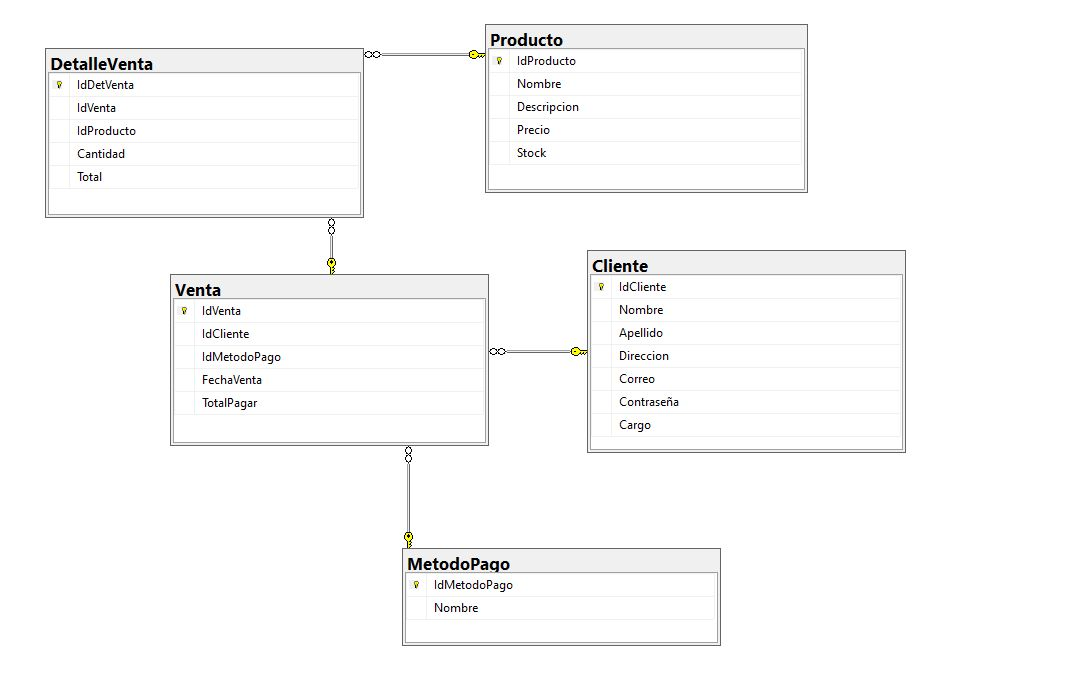 DetalleVenta
IdDetVenta
IdVenta
IdProducto
Cantidad
Total
Producto
IdProducto
Nombre
Descripcion
Precio
Stock
Venta
IdVenta
IdCliente
IdMetodoPago
FechaVenta
TotalPagar
Cliente
IdCliente
Nombre
Apellido
Direccion
Correo
Contraseña
Cargo
MetodoPago
IdMetodoPago
Nombre